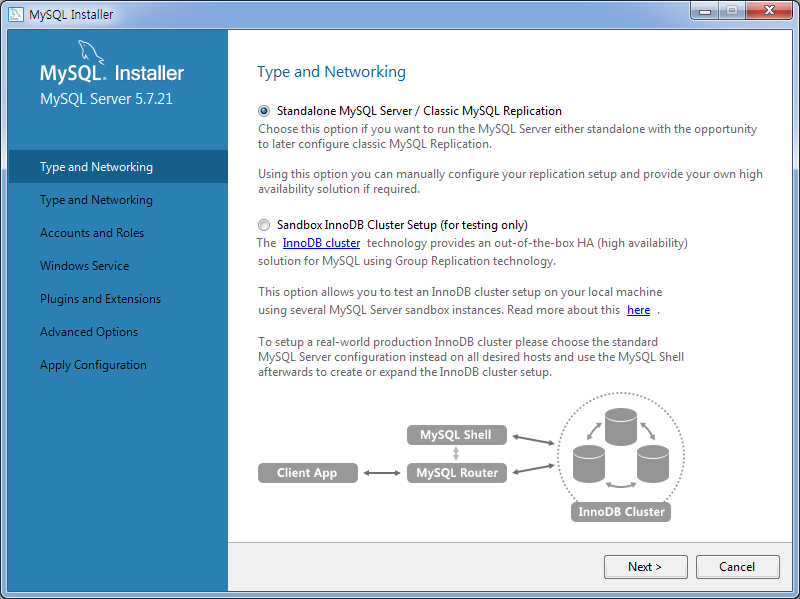 MySQL Installer
MySQL. Installer
MySQL Server 5.7.21
Type and Networking
Type and Networking
Accounts and Roles
Windows Service
Plugins and Extensions
Advanced Options
Apply Configuration
Type and Networking
Standalone MySQL Server / Classic MySQL Replication
Choose this option if you want to run the MySQL Server either standalone with the opportunity
to later configure classic MySQL Replication.
Using this option you can manually configure your replication setup and provide your own high
availability solution if required.
Sandbox InnoDB Cluster Setup (for testing only)
The InnoDB cluster technology provides an out-of-the-box HA (high availability)
solution for MySQL using Group Replication technology.
This option allows you to test an InnoDB cluster setup on your local machine
using several MySQL Server sandbox instances. Read more about this here .
To setup a real-world production InnoDB cluster please choose the standard
MySQL Server configuration instead on all desired hosts and use the MySQL Shell
afterwards to create or expand the InnoDB cluster setup.
MySQL Shell
Client App
MySQL Router
InnoDB Cluster
Next >
Cancel